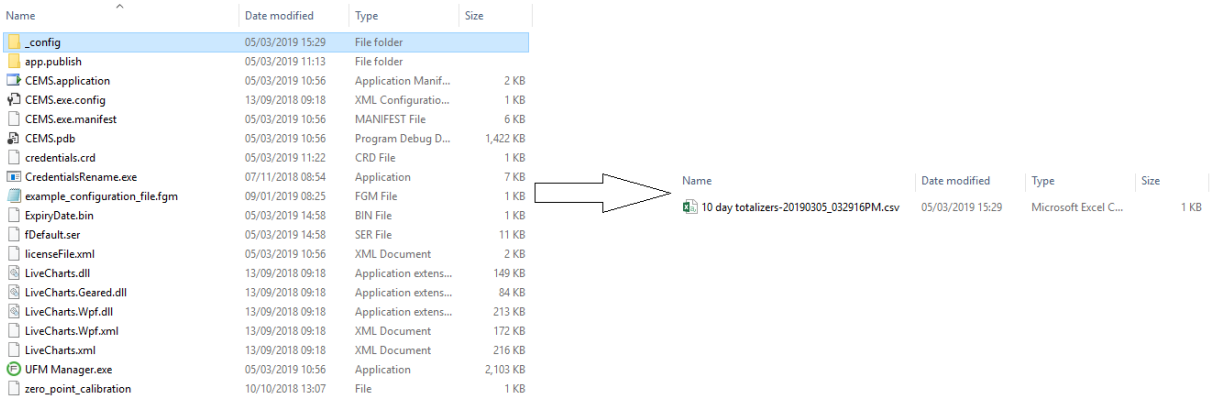 Name Date modified Type Size
_config 05/03/2019 15:29 File folder
app.publish 05/03/2019 11:13 File folder
CEMS.application 05/03/2019 10:56 Application Manif... 2 KB
CEMS.exe.config 13/09/2018 09:18 XML Configuratio... 1 KB
CEMS.exe.manifest 05/03/2019 10:56 MANIFEST File 6 KB
CEMS.pdb 05/03/2019 10:56 Program Debug D... 1,422 KB
credentials.crd 05/03/2019 11:22 CRD File 1 KB
CredentialsRename.exe 07/11/2018 08:54 Application 7 KB
example_configuration_file.fgm 09/01/2019 08:25 FGM File 1 KB
ExpiryDate.bin 05/03/2019 14:58 BIN File 1 KB
fDefault.ser 05/03/2019 14:58 SER File 11 KB
licenseFile.xml 05/03/2019 10:56 XML Document 2 KB
LiveCharts.dll 13/09/2018 09:18 Application extens... 149 KB
LiveCharts.Geared.dll 13/09/2018 09:18 Application extens... 84 KB
LiveCharts.Wpf.dll 13/09/2018 09:18 Application extens... 213 KB
LiveCharts.Wpf.xml 13/09/2018 09:18 XML Document 172 KB
LiveCharts.xml 13/09/2018 09:18 XML Document 216 KB
UFM Manager.exe 05/03/2019 10:56 Application 2,103 KB
zero_point_calibration 10/10/2018 13:07 File 1 KB
Name Date modified Type Size
10 day totalizers-20190305_032916PM.csv 05/03/2019 15:29 Microsoft Excel C... 1 KB